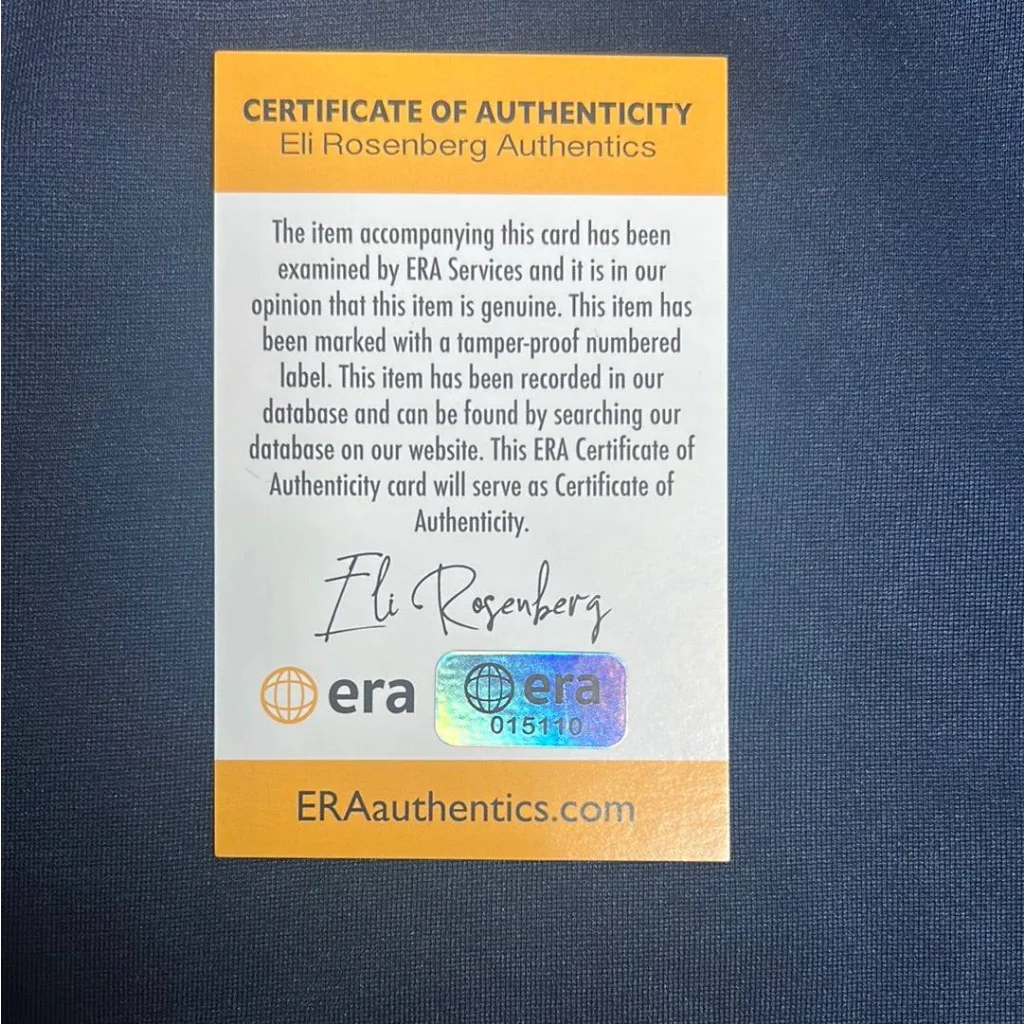 CERTIFICATE OF AUTHENTICITY
Eli Rosenberg Authentics
The item accompanying this card has been
examined by ERA Services and it is in our
opinion that this item is genuine. This item has
been marked with a tamper-proof numbered
label. This item has been recorded in our
database and can be found by searching our
database on our website. This ERA Certificate of
Authenticity card will serve as Certificate of
Authenticity.
Eli Rosenberg
era
era
015110
ERAauthentics.com